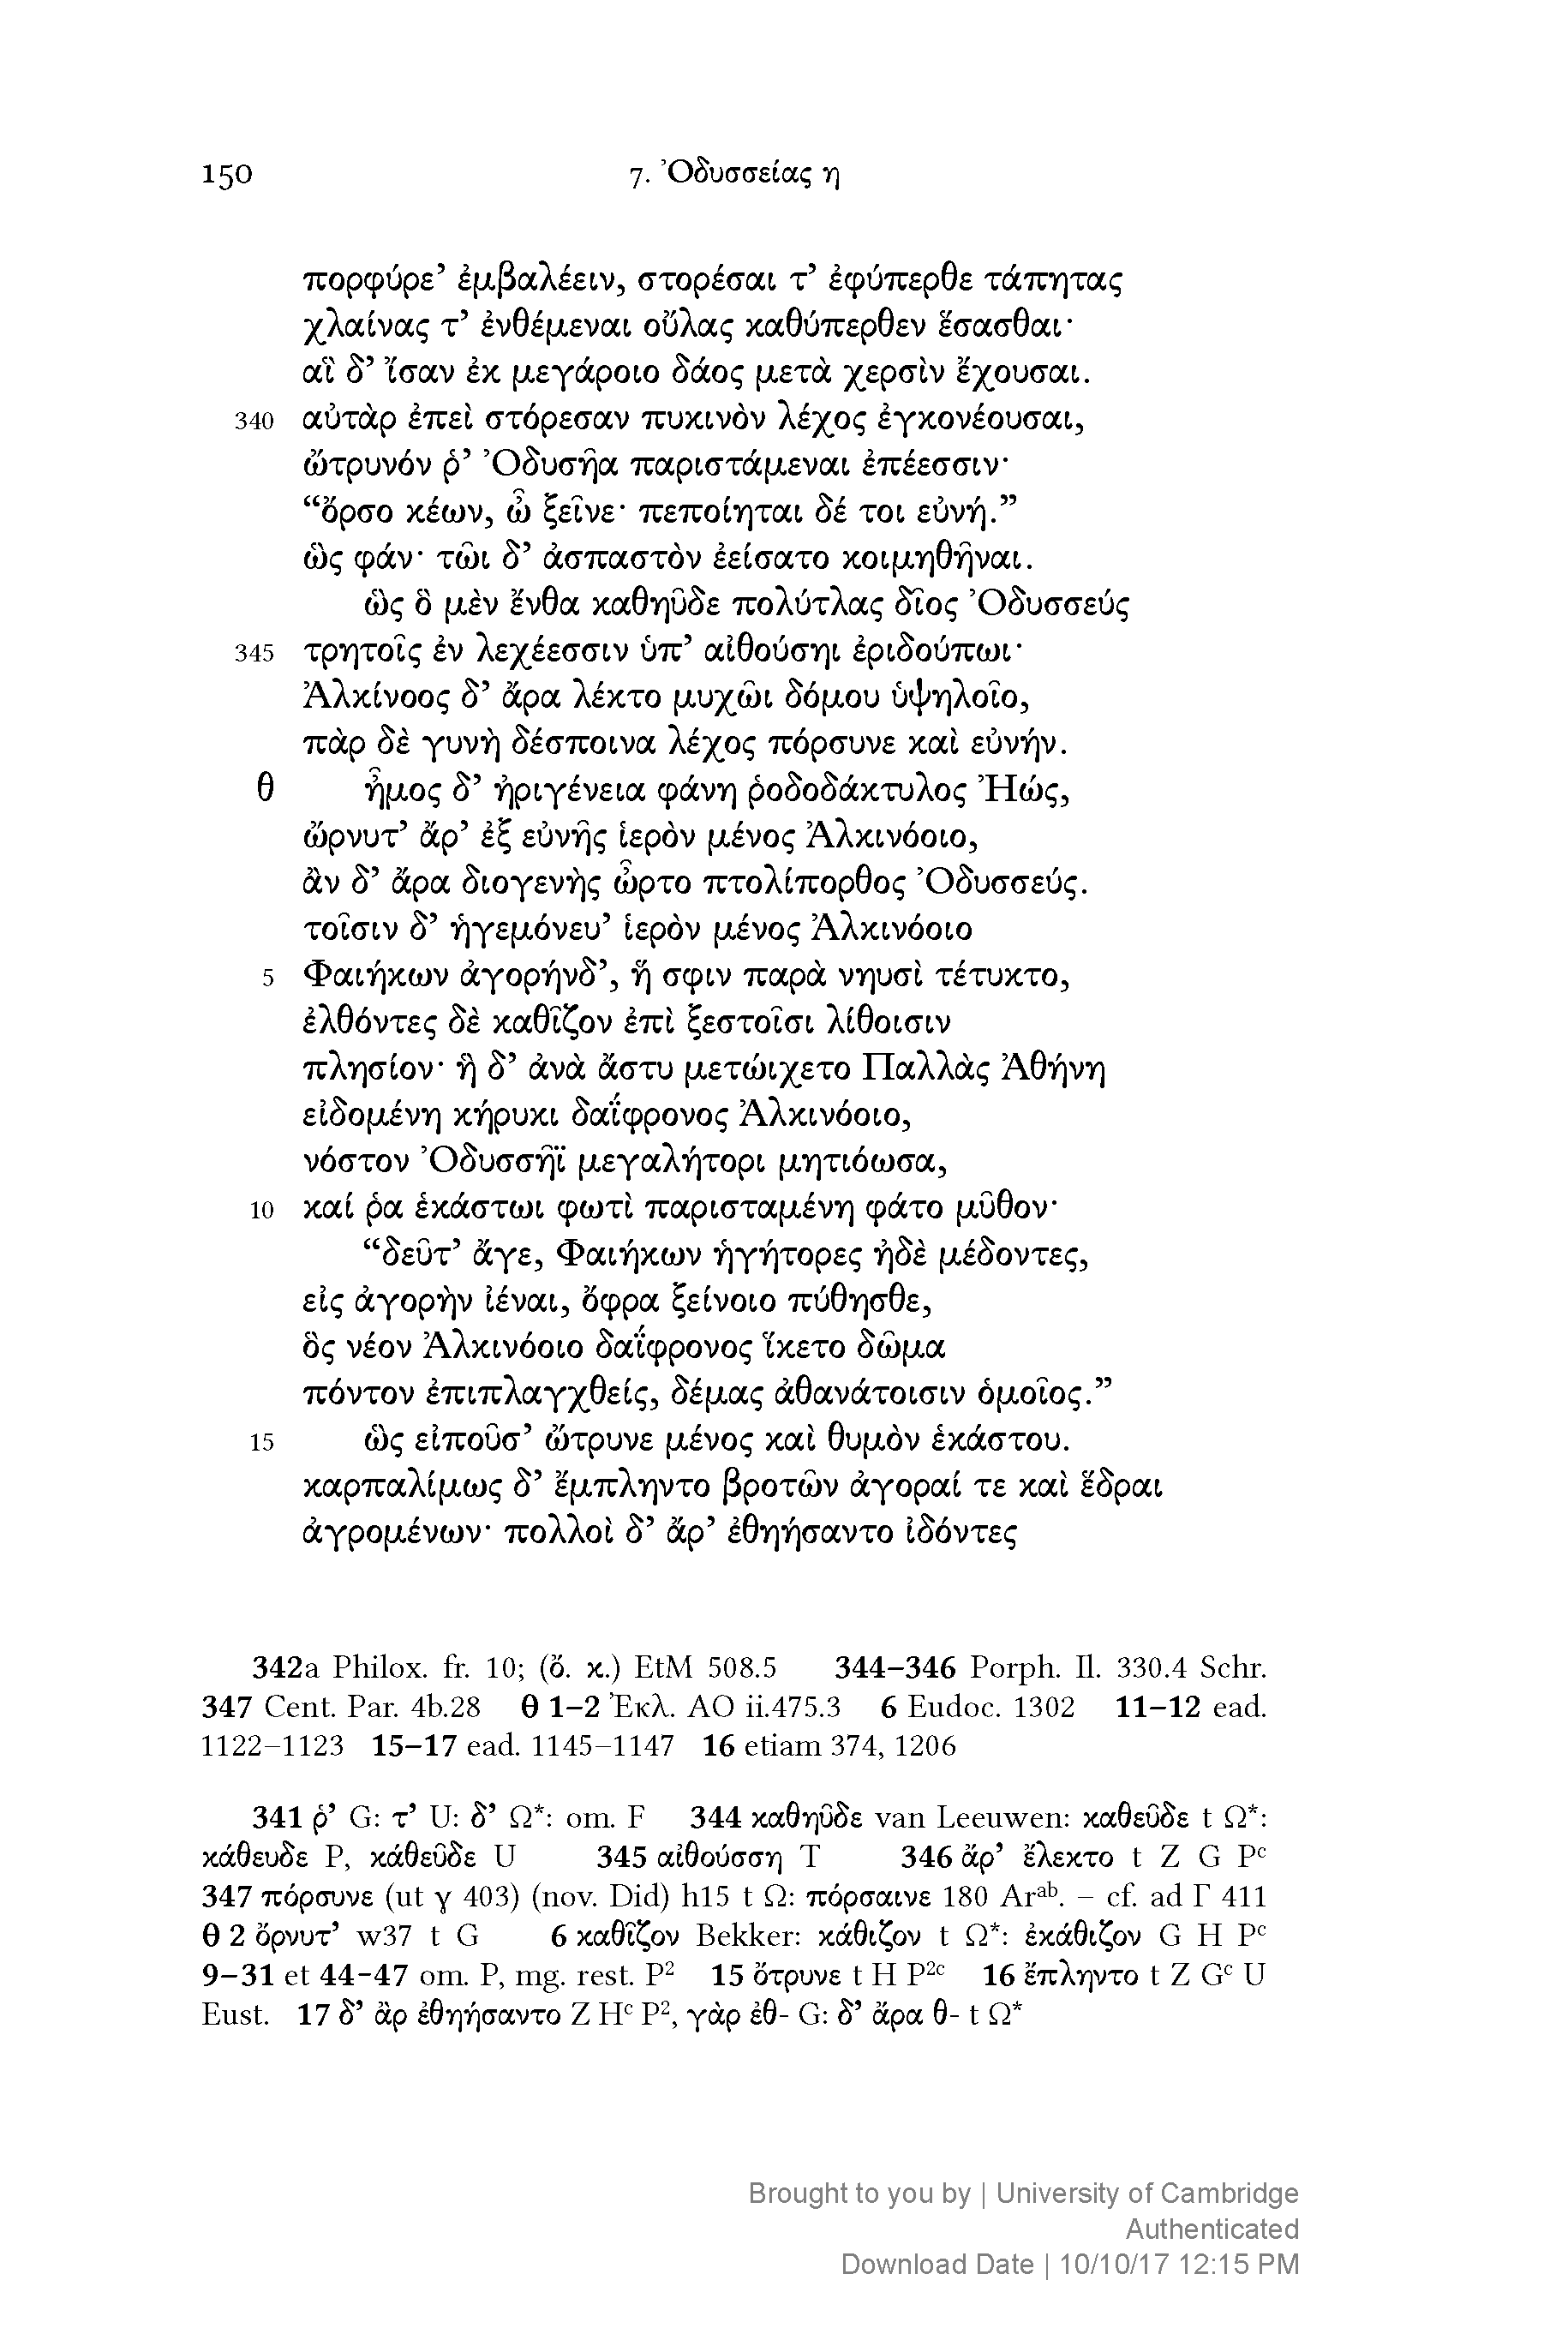 150 7. Ὀδυσσείας η
πορφύρε’ ἐμβαλέειν, στορέσαι τ’ ἐφύπερθε τάπητας
χλαίνας τ’ ἐνθέμεναι οὔλας καθύπερθεν ἕσασθαι·
αἳ δ’ ἴσαν ἐκ μεγάροιο δάος μετὰ χερσὶν ἔχουσαι.
340 αὐτὰρ ἐπεὶ στόρεσαν πυκινὸν λέχος ἐγκονέουσαι,
ὤτρυνόν ῥ’ Ὀδυσῆα παριστάμεναι ἐπέεσσιν·
“ὄρσο κέων, ὦ ξεῖνε· πεποίηται δέ τοι εὐνή.”
ὣς φάν· τῶι δ’ ἀσπαστὸν ἐείσατο κοιμηθῆναι.
ὣς ὃ μὲν ἔνθα καθηῦδε πολύτλας δῖος Ὀδυσσεύς
345 τρητοῖς ἐν λεχέεσσιν ὑπ’ αἰθούσηι ἐριδούπωι·
Ἀλκίνοος δ’ ἄρα λέκτο μυχῶι δόμου ὑψηλοῖο,
πὰρ δὲ γυνὴ δέσποινα λέχος πόρσυνε καὶ εὐνήν.
θ ἦμος δ’ ἠριγένεια φάνη ῥοδοδάκτυλος Ἠώς,
ὤρνυτ’ ἄρ’ ἐξ εὐνῆς ἱερὸν μένος Ἀλκινόοιο,
ἂν δ’ ἄρα διογενὴς ὦρτο πτολίπορθος Ὀδυσσεύς.
τοῖσιν δ’ ἡγεμόνευ’ ἱερὸν μένος Ἀλκινόοιο
5 Φαιήκων ἀγορήνδ’, ἥ σφιν παρὰ νηυσὶ τέτυκτο,
ἐλθόντες δὲ καθῖζον ἐπὶ ξεστοῖσι λίθοισιν
πλησίον· ἣ δ’ ἀνὰ ἄστυ μετώιχετο Παλλὰς Ἀθήνη
εἰδομένη κήρυκι δαΐφρονος Ἀλκινόοιο,
νόστον Ὀδυσσῆϊ μεγαλήτορι μητιόωσα,
10 καί ῥα ἑκάστωι φωτὶ παρισταμένη φάτο μῦθον·
“δεῦτ’ ἄγε, Φαιήκων ἡγήτορες ἠδὲ μέδοντες,
εἰς ἀγορὴν ἰέναι, ὄφρα ξείνοιο πύθησθε,
ὃς νέον Ἀλκινόοιο δαΐφρονος ἵκετο δῶμα
πόντον ἐπιπλαγχθείς, δέμας ἀθανάτοισιν ὁμοῖος.”
15 ὣς εἰποῦσ’ ὤτρυνε μένος καὶ θυμὸν ἑκάστου.
καρπαλίμως δ’ ἔμπληντο βροτῶν ἀγοραί τε καὶ ἕδραι
ἀγρομένων· πολλοὶ δ’ ἄρ’ ἐθηήσαντο ἰδόντες
342a Philox. fr. 10; (ὄ. κ.) EtM 508.5 344–346 Porph. Il. 330.4 Schr.
347 Cent. Par. 4b.28 θ 1–2 Ἐκλ. AO ii.475.3 6 Eudoc. 1302 11–12 ead.
1122–1123 15–17 ead. 1145–1147 16 etiam 374, 1206
341 ῥ’ G: τ’ U: δ’ Ω*: om. F 344 καθηῦδε van Leeuwen: καθεῦδε t Ω*:
κάθευδε P, κάθεῦδε U 345 αἰθούσση T 346 ἄρ’ ἔλεκτο t Z G Pᶜ
347 πόρσυνε (ut γ 403) (nov. Did) h15 t Ω: πόρσαινε 180 Arᵃᵇ. – cf. ad Γ 411
θ 2 ὄρνυτ’ w37 t G 6 καθῖζον Bekker: κάθιζον t Ω*: ἐκάθιζον G H Pᶜ
9–31 et 44–47 om. P, mg. rest. P² 15 ὄτρυνε t H P²ᶜ 16 ἔπληντο t Z Gᶜ U
Eust. 17 δ’ ἂρ ἐθηήσαντο Z Hᶜ P², γὰρ ἐθ- G: δ’ ἄρα θ- t Ω*
Brought to you by | University of Cambridge
Authenticated
Download Date | 10/10/17 12:15 PM